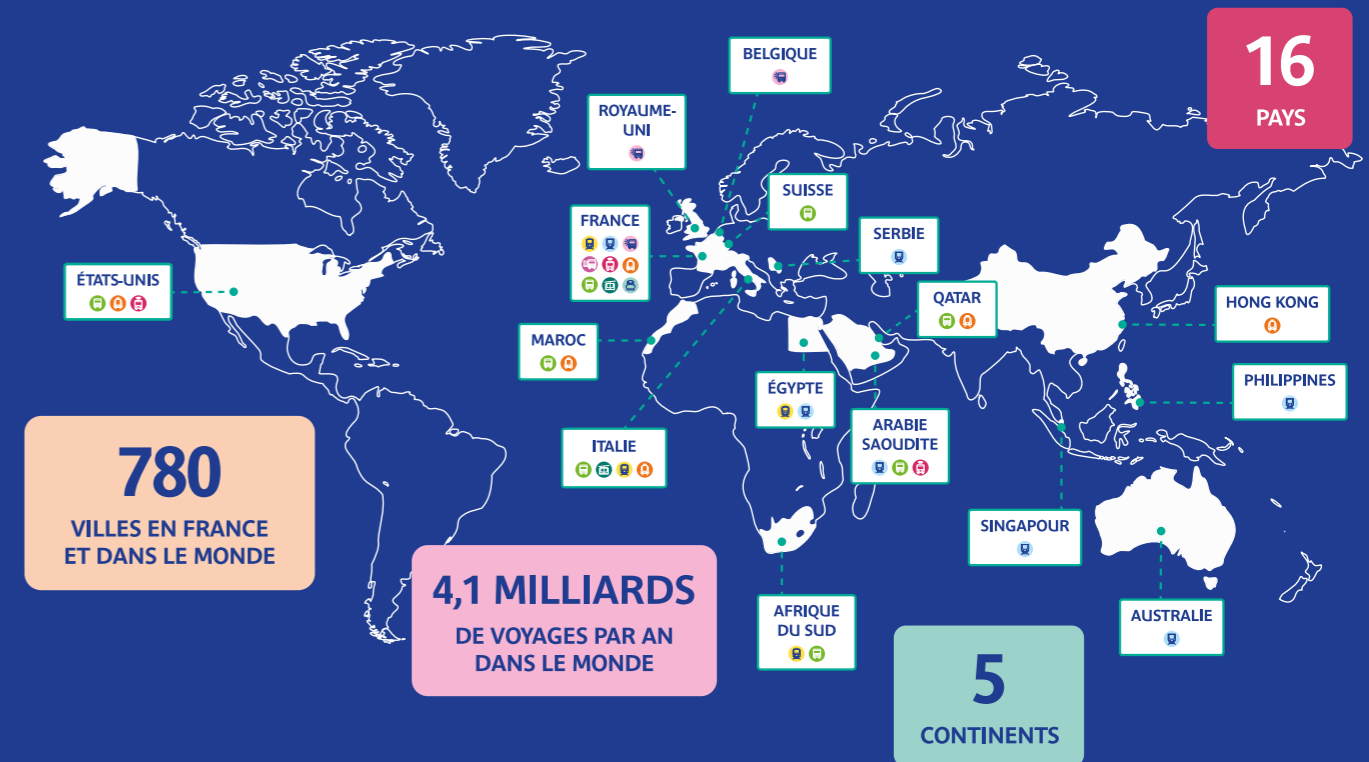 BELGIQUE
16
PAYS
ROYAUME-
UNI
SUISSE
FRANCE
SERBIE
ÉTATS-UNIS
QATAR
HONG KONG
MAROC
ÉGYPTE
PHILIPPINES
ARABIE
SAOUDITE
ITALIE
780
VILLES EN FRANCE
ET DANS LE MONDE
SINGAPOUR
4,1 MILLIARDS
DE VOYAGES PAR AN
DANS LE MONDE
AFRIQUE
DU SUD
AUSTRALIE
5
CONTINENTS